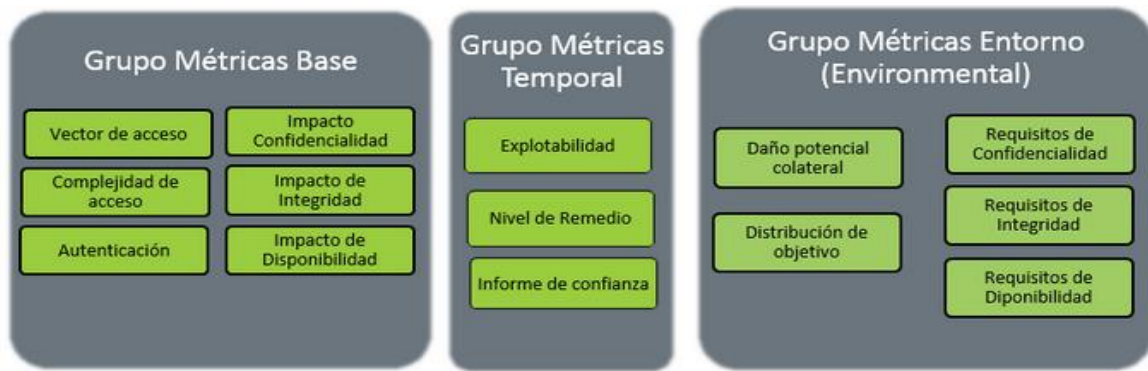 Grupo Métricas Base
Vector de acceso
Impacto
Confidencialidad
Complejidad de
acceso
Impacto de
Integridad
Autenticación
Impacto de
Disponibilidad
Grupo Métricas
Temporal
Explotabilidad
Nivel de Remedio
Informe de confianza
Grupo Métricas Entorno
(Environmental)
Daño potencial
colateral
Distribución de
objetivo
Requisitos de
Confidencialidad
Requisitos de
Integridad
Requisitos de
Diponibilidad